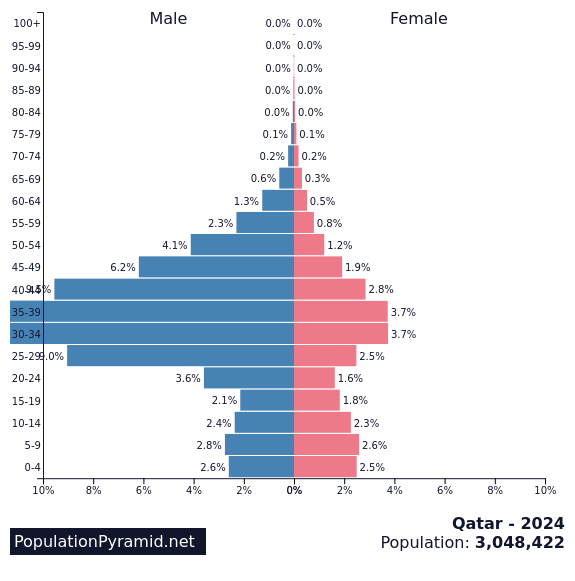 Male Female
100+ 0.0% 0.0%
95-99 0.0% 0.0%
90-94 0.0% 0.0%
85-89 0.0% 0.0%
80-84 0.0% 0.0%
75-79 0.1% 0.1%
70-74 0.2% 0.2%
65-69 0.6% 0.3%
60-64 1.3% 0.5%
55-59 2.3% 0.8%
50-54 4.1% 1.2%
45-49 6.2% 1.9%
40-44 2.8%
35-39 3.7%
30-34 3.7%
25-29 9.0% 2.5%
20-24 3.6% 1.6%
15-19 2.1% 1.8%
10-14 2.4% 2.3%
5-9 2.8% 2.6%
0-4 2.6% 2.5%
10% 8% 6% 4% 2% 0% 2% 4% 6% 8% 10%
Qatar - 2024
PopulationPyramid.net Population: 3,048,422